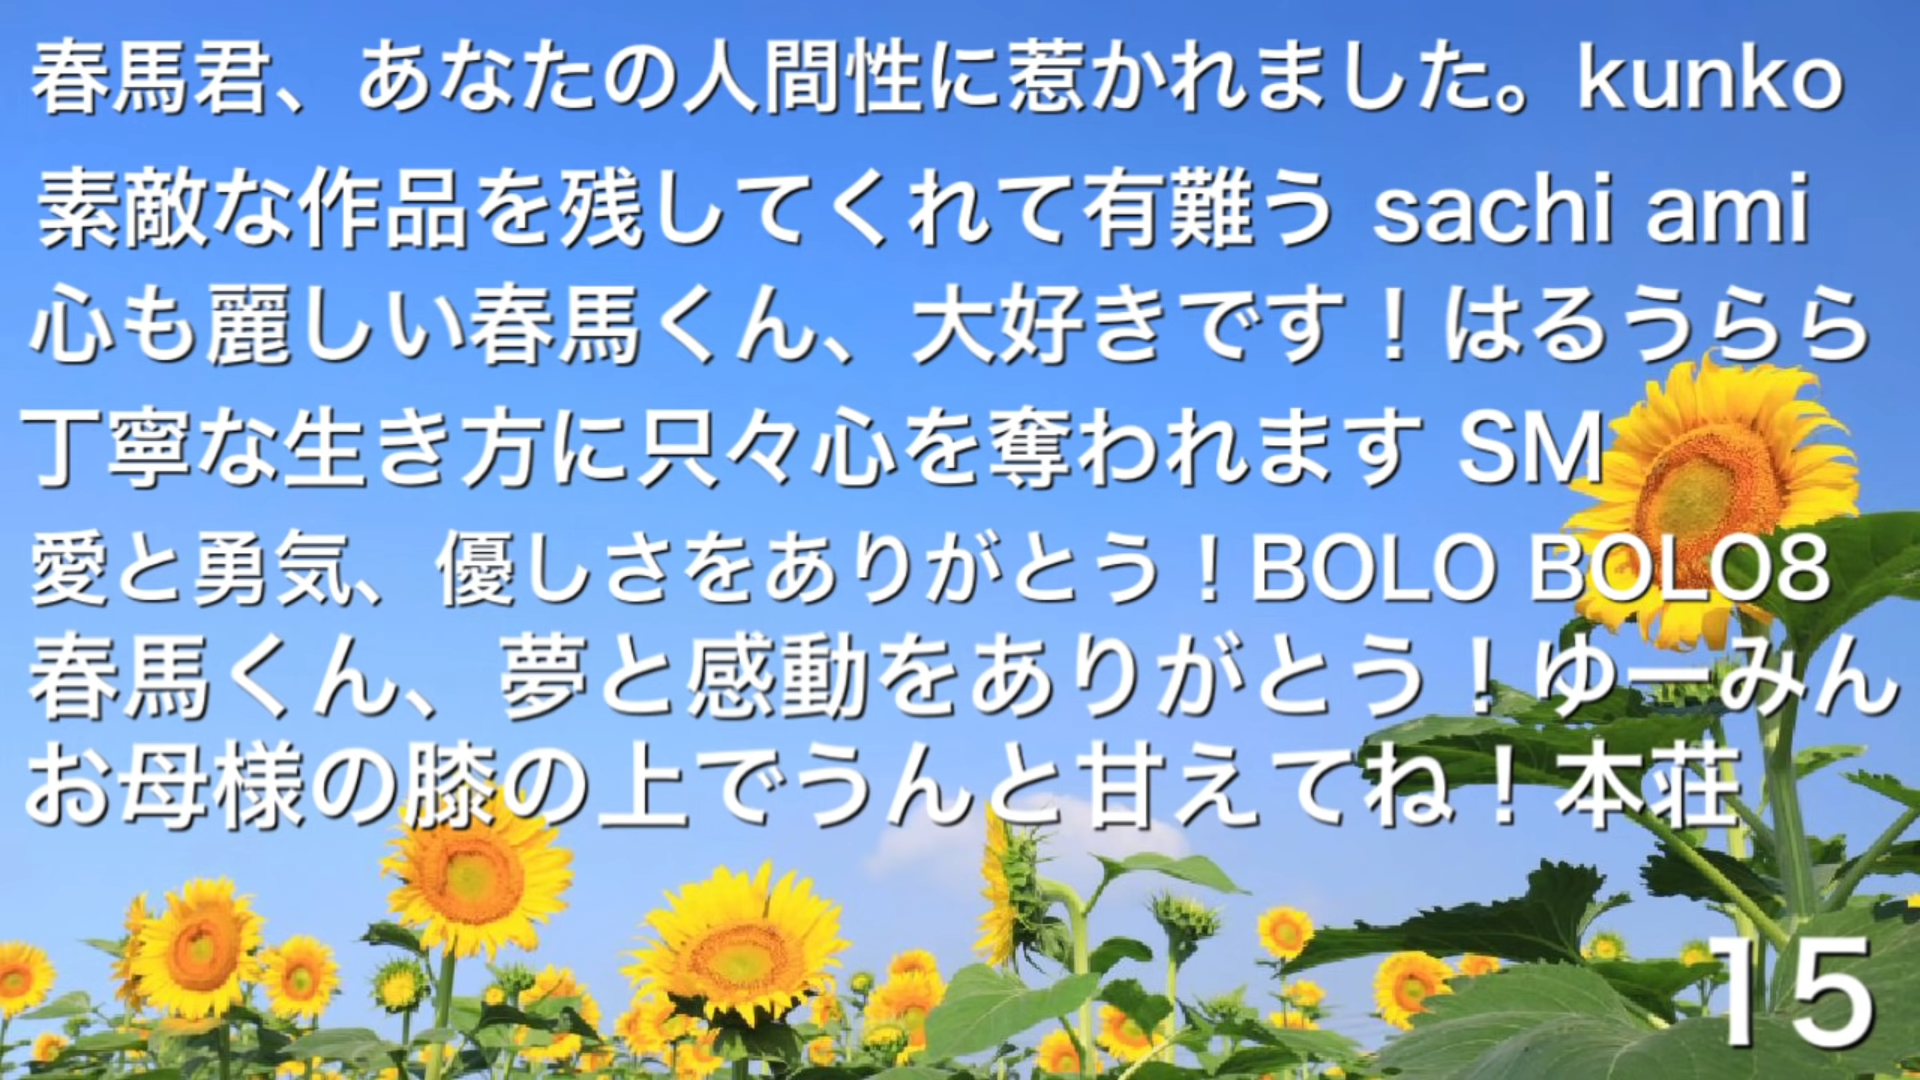 春馬君、あなたの人間性に惹かれました。kunko
素敵な作品を残してくれて有難う sachi ami
心も麗しい春馬くん、大好きです！はるうらら
丁寧な生き方に只々心を奪われます SM
愛と勇気、優しさをありがとう！BOLO BOLO8
春馬くん、夢と感動をありがとう！ゆーみん
お母様の膝の上でうんと甘えてね！本荘
15